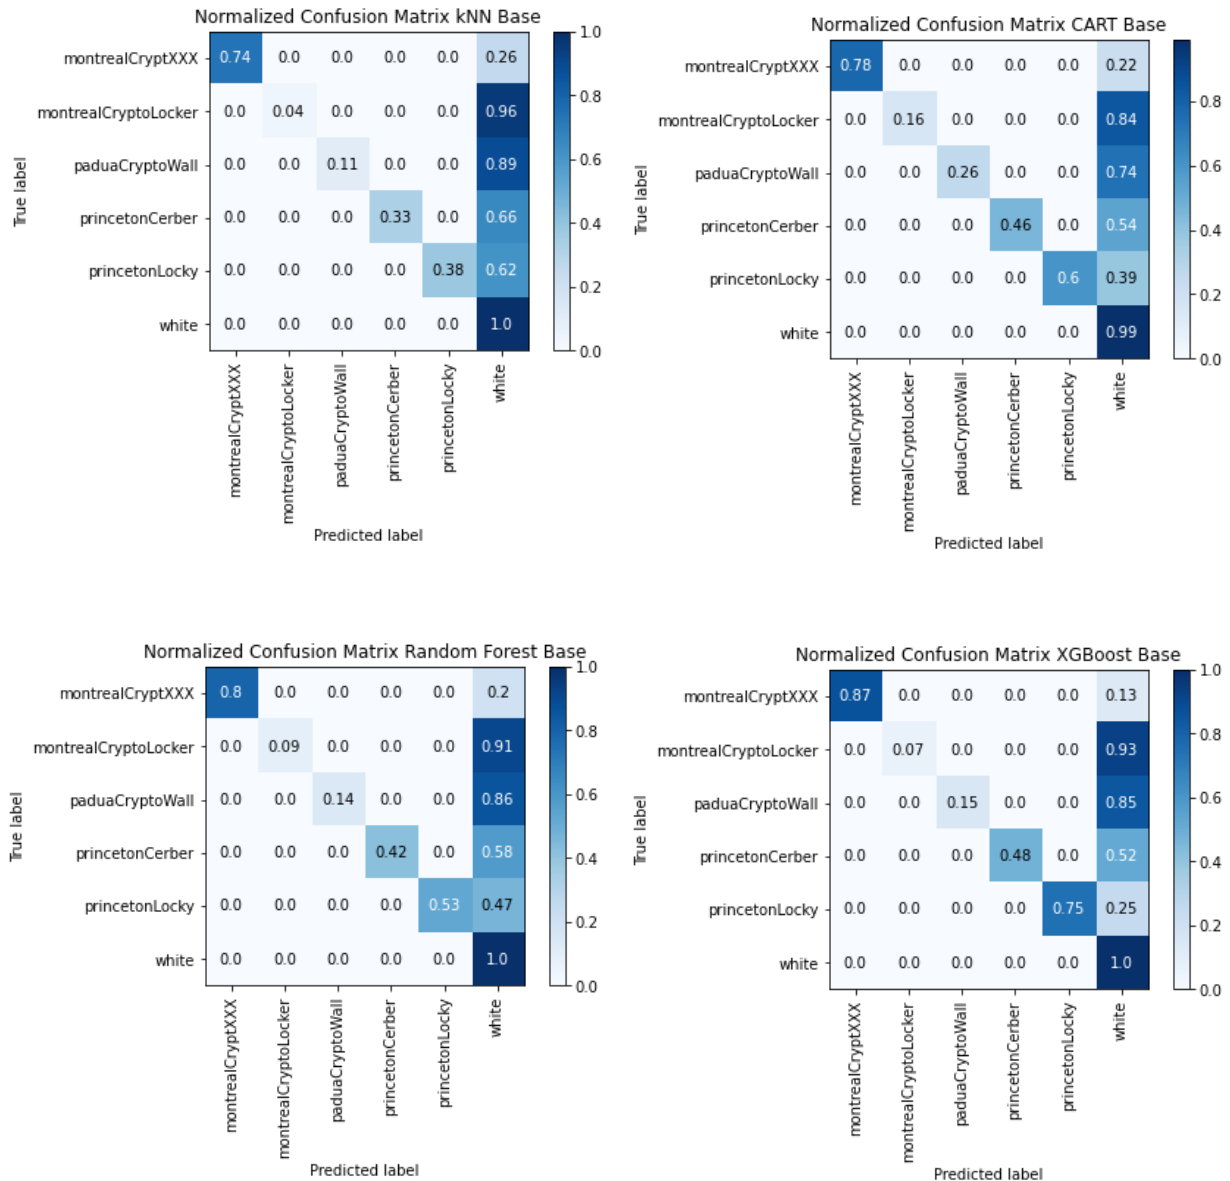 Normalized Confusion Matrix kNN Base
True label
montrealCryptXXX 0.74 0.0 0.0 0.0 0.0 0.26
montrealCryptoLocker 0.0 0.04 0.0 0.0 0.0 0.96
paduaCryptoWall 0.0 0.0 0.11 0.0 0.0 0.89
princetonCerber 0.0 0.0 0.0 0.33 0.0 0.66
princetonLocky 0.0 0.0 0.0 0.0 0.38 0.62
white 0.0 0.0 0.0 0.0 0.0 1.0
montrealCryptXXX
montrealCryptoLocker
paduaCryptoWall
princetonCerber
princetonLocky
white
Predicted label
1.0
0.8
0.6
0.4
0.2
0.0
Normalized Confusion Matrix CART Base
True label
montrealCryptXXX 0.78 0.0 0.0 0.0 0.0 0.22
montrealCryptoLocker 0.0 0.16 0.0 0.0 0.0 0.84
paduaCryptoWall 0.0 0.0 0.26 0.0 0.0 0.74
princetonCerber 0.0 0.0 0.0 0.46 0.0 0.54
princetonLocky 0.0 0.0 0.0 0.0 0.6 0.39
white 0.0 0.0 0.0 0.0 0.0 0.99
montrealCryptXXX
montrealCryptoLocker
paduaCryptoWall
princetonCerber
princetonLocky
white
Predicted label
0.8
0.6
0.4
0.2
0.0
Normalized Confusion Matrix Random Forest Base
True label
montrealCryptXXX 0.8 0.0 0.0 0.0 0.0 0.2
montrealCryptoLocker 0.0 0.09 0.0 0.0 0.0 0.91
paduaCryptoWall 0.0 0.0 0.14 0.0 0.0 0.86
princetonCerber 0.0 0.0 0.0 0.42 0.0 0.58
princetonLocky 0.0 0.0 0.0 0.0 0.53 0.47
white 0.0 0.0 0.0 0.0 0.0 1.0
montrealCryptXXX
montrealCryptoLocker
paduaCryptoWall
princetonCerber
princetonLocky
white
Predicted label
1.0
0.8
0.6
0.4
0.2
0.0
Normalized Confusion Matrix XGBoost Base
True label
montrealCryptXXX 0.87 0.0 0.0 0.0 0.0 0.13
montrealCryptoLocker 0.0 0.07 0.0 0.0 0.0 0.93
paduaCryptoWall 0.0 0.0 0.15 0.0 0.0 0.85
princetonCerber 0.0 0.0 0.0 0.48 0.0 0.52
princetonLocky 0.0 0.0 0.0 0.0 0.75 0.25
white 0.0 0.0 0.0 0.0 0.0 1.0
montrealCryptXXX
montrealCryptoLocker
paduaCryptoWall
princetonCerber
princetonLocky
white
Predicted label
1.0
0.8
0.6
0.4
0.2
0.0